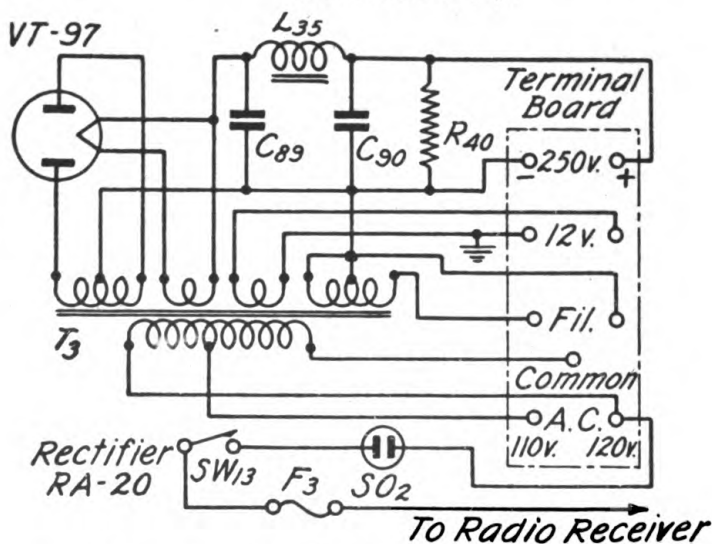 VT-97
L35
Terminal
Board
C89
C90
R40
250v.
- +
12v.
T3
Fil.
Common
A.C.
110v. 120v.
Rectifier
RA-20
SW13
SO2
F3
To Radio Receiver